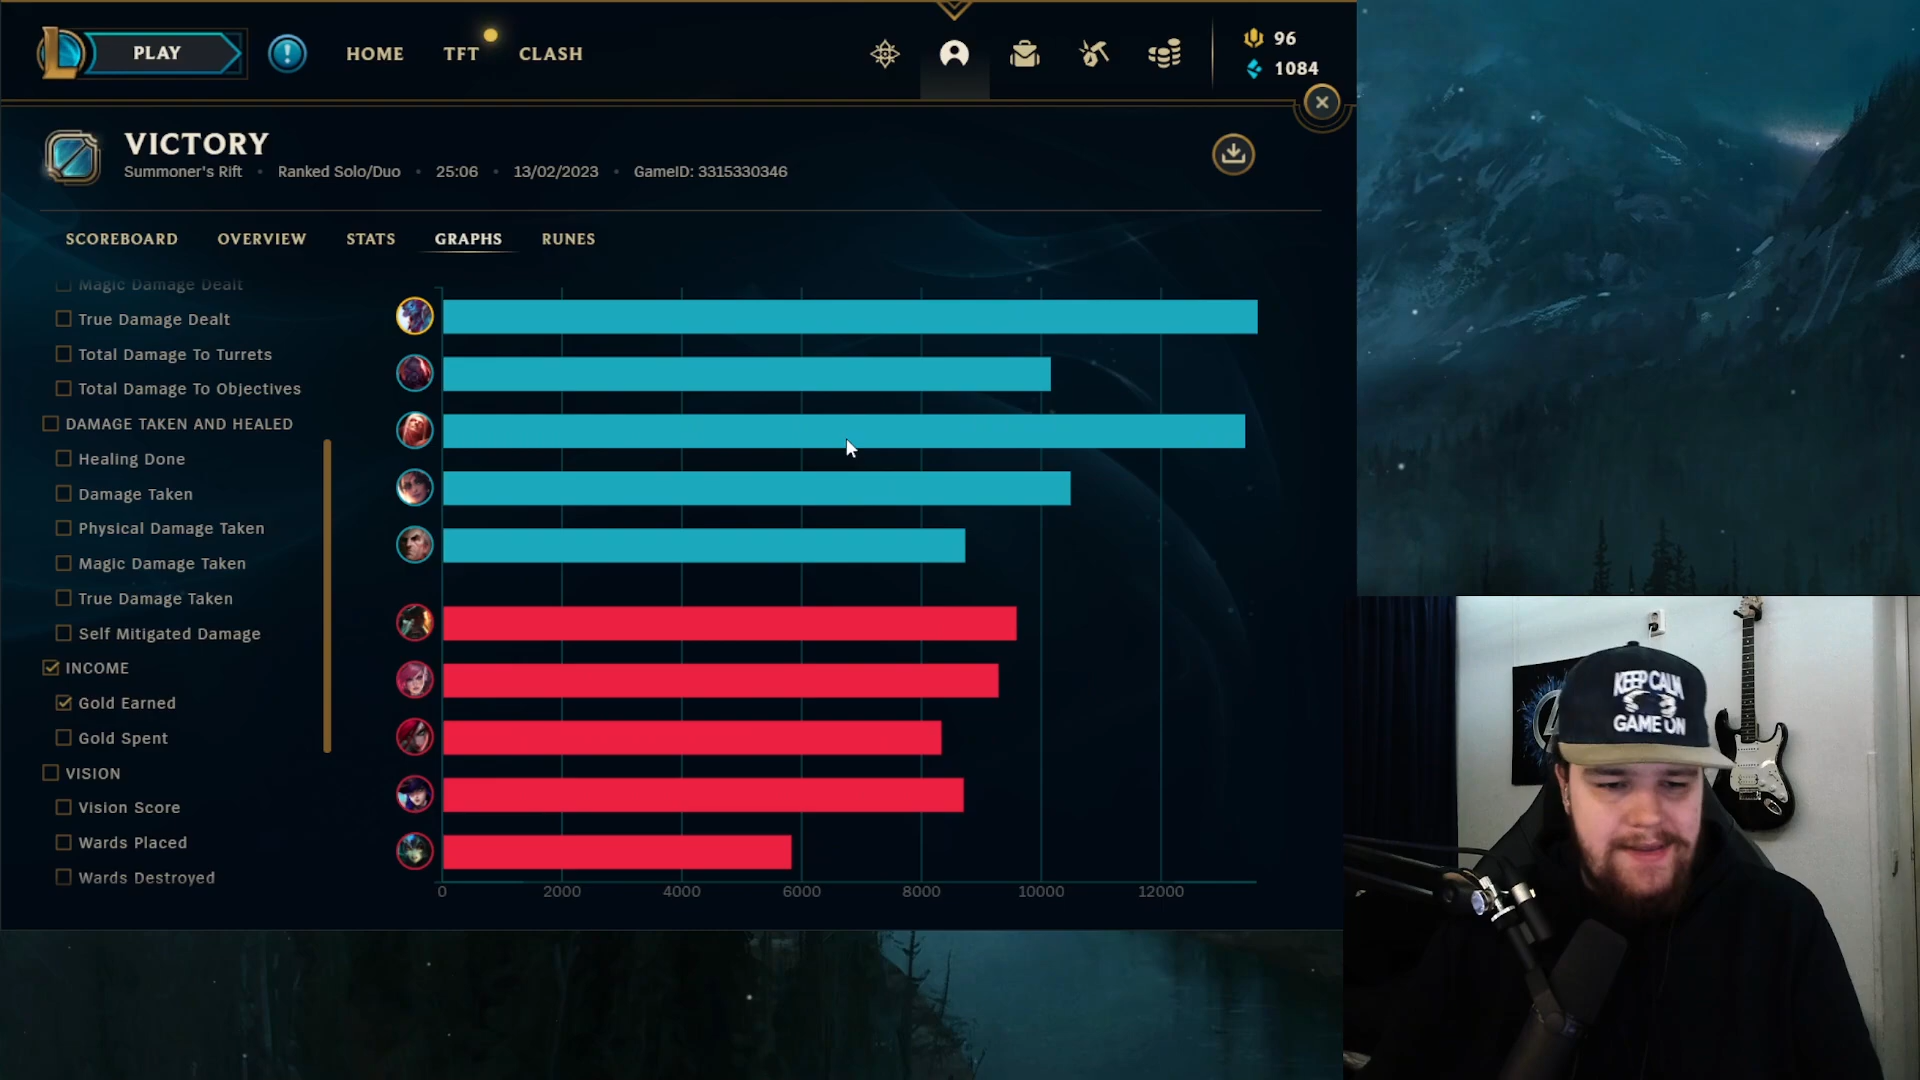 PLAY
HOME
TFT
CLASH
96
1084
VICTORY
Summoner's Rift • Ranked Solo/Duo • 25:06 • 13/02/2023 • GameID: 3315330346
SCOREBOARD
OVERVIEW
STATS
GRAPHS
RUNES
Magic Damage Dealt
True Damage Dealt
Total Damage To Turrets
Total Damage To Objectives
DAMAGE TAKEN AND HEALED
Healing Done
Damage Taken
Physical Damage Taken
Magic Damage Taken
True Damage Taken
Self Mitigated Damage
INCOME
Gold Earned
Gold Spent
VISION
Vision Score
Wards Placed
Wards Destroyed
0
2000
4000
6000
8000
10000
12000
KEEP CALM
GAME ON